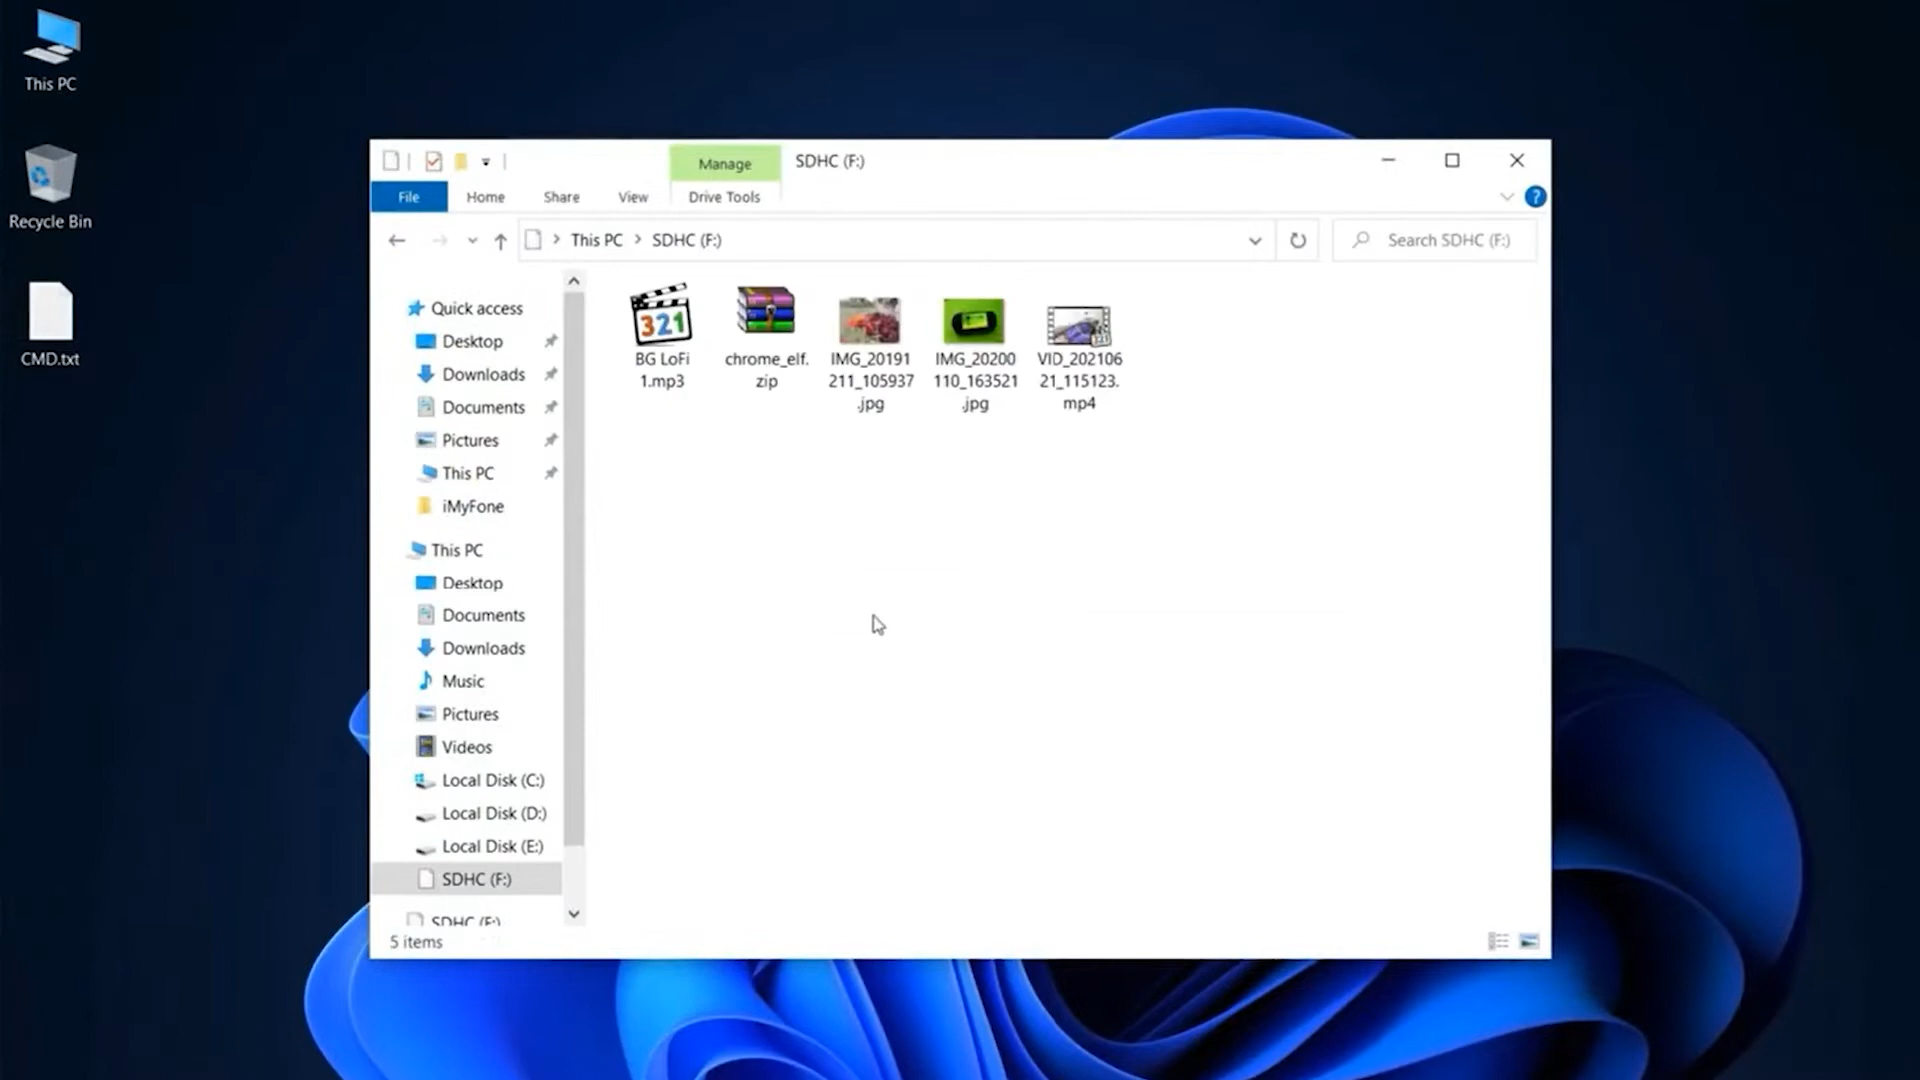 This PC
Recycle Bin
CMD.txt
Manage
SDHC (F:)
File
Home
Share
View
Drive Tools
This PC
SDHC (F:)
Search SDHC (F:)
Quick access
Desktop
Downloads
Documents
Pictures
This PC
iMyFone
This PC
Desktop
Documents
Downloads
Music
Pictures
Videos
Local Disk (C:)
Local Disk (D:)
Local Disk (E:)
SDHC (F:)
SDHC (F:)
5 items
321
BG LoFi
1.mp3
chrome_elf.
zip
IMG_20191
211_105937
.jpg
IMG_20200
110_163521
.jpg
VID_202106
21_115123.
mp4